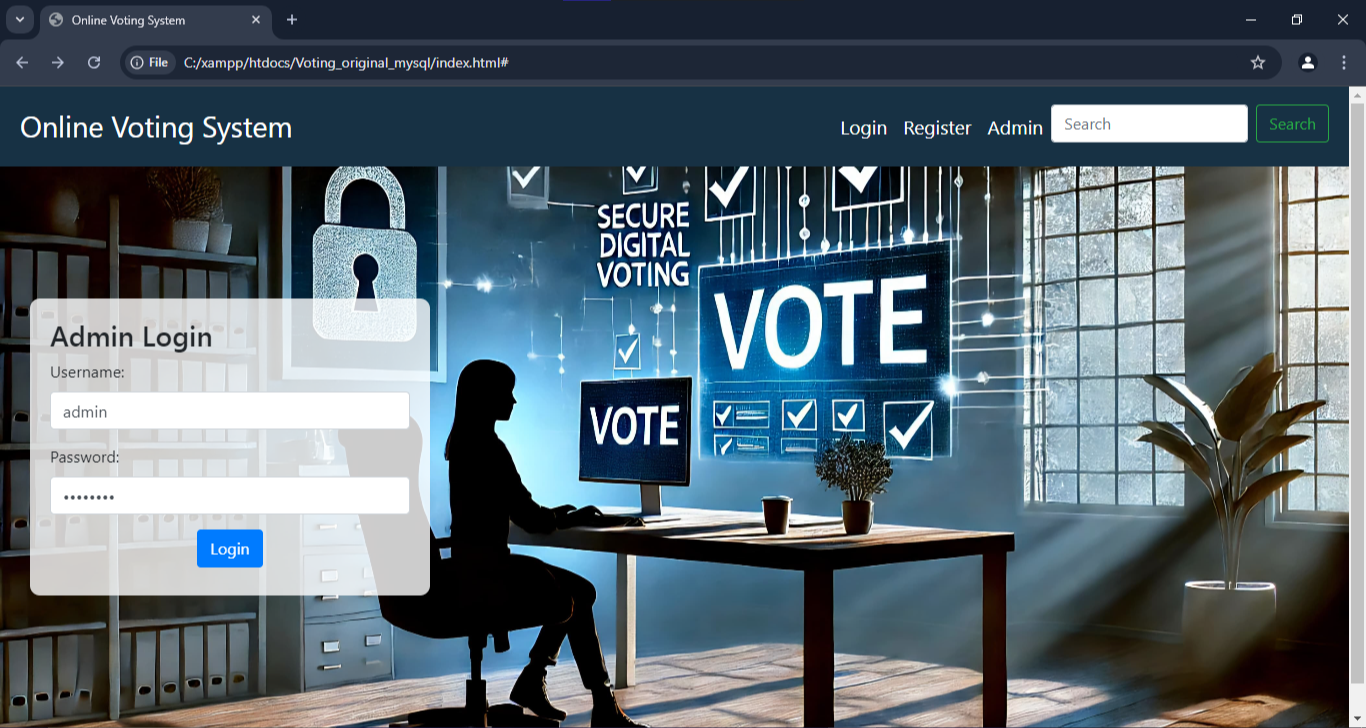 Online Voting System
File
C:/xampp/htdocs/Voting_original_mysql/index.html#
Online Voting System
Login Register Admin Search Search
SECURE
DIGITAL
VOTING
VOTE
VOTE
Admin Login
Username:
admin
Password:
••••••••
Login